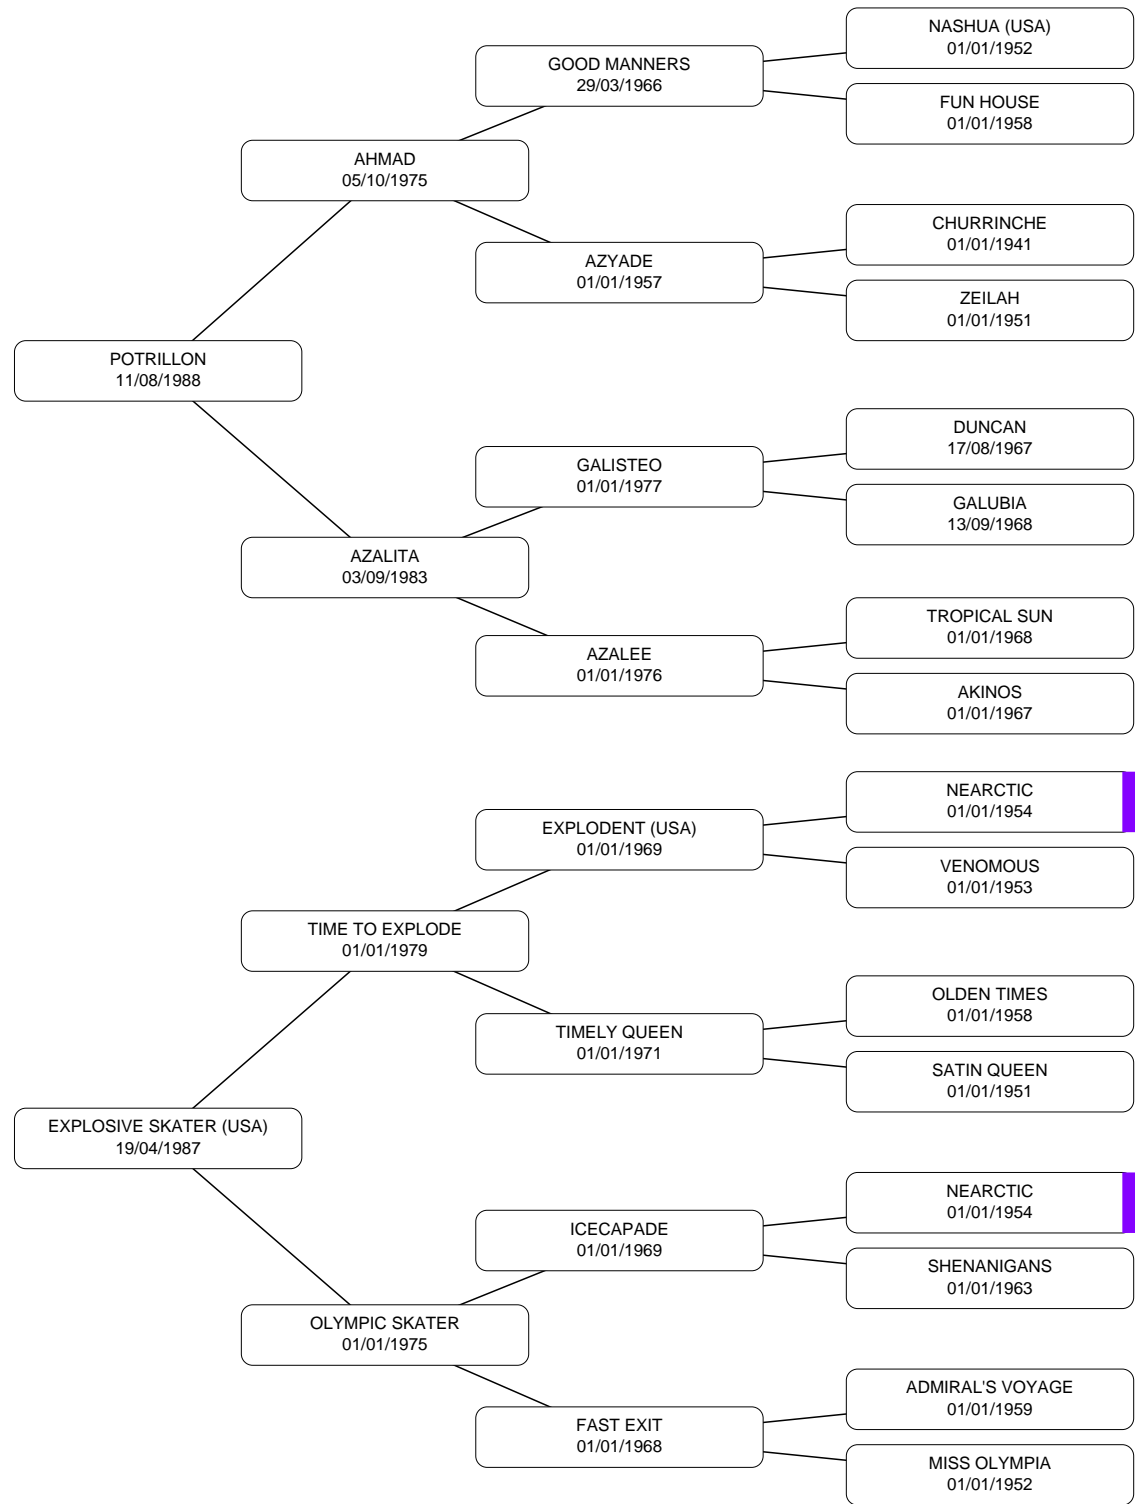 NASHUA (USA)
01/01/1952
GOOD MANNERS
29/03/1966
FUN HOUSE
01/01/1958
AHMAD
05/10/1975
CHURRINCHE
01/01/1941
AZYADE
01/01/1957
ZEILAH
01/01/1951
POTRILLON
11/08/1988
DUNCAN
17/08/1967
GALISTEO
01/01/1977
GALUBIA
13/09/1968
AZALITA
03/09/1983
TROPICAL SUN
01/01/1968
AZALEE
01/01/1976
AKINOS
01/01/1967
NEARCTIC
01/01/1954
EXPLODENT (USA)
01/01/1969
VENOMOUS
01/01/1953
TIME TO EXPLODE
01/01/1979
OLDEN TIMES
01/01/1958
TIMELY QUEEN
01/01/1971
SATIN QUEEN
01/01/1951
EXPLOSIVE SKATER (USA)
19/04/1987
NEARCTIC
01/01/1954
ICECAPADE
01/01/1969
SHENANIGANS
01/01/1963
OLYMPIC SKATER
01/01/1975
ADMIRAL'S VOYAGE
01/01/1959
FAST EXIT
01/01/1968
MISS OLYMPIA
01/01/1952